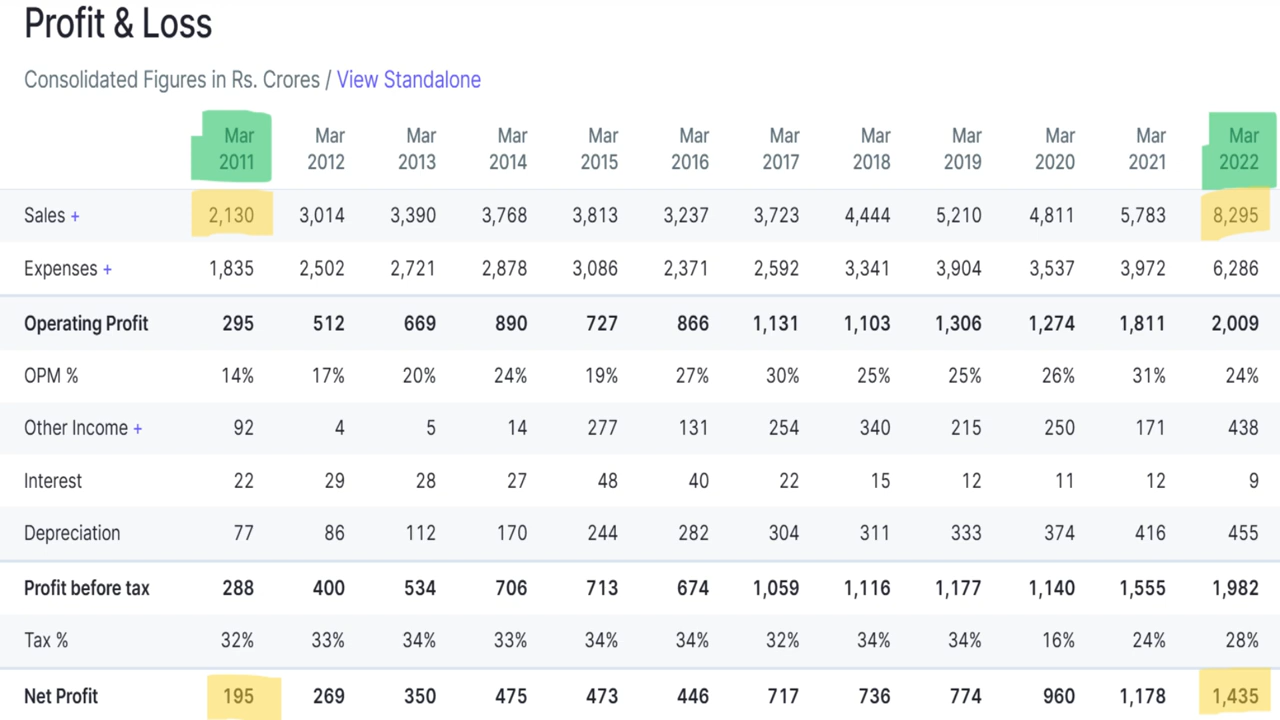 Profit & Loss
Consolidated Figures in Rs. Crores / View Standalone
Mar 2011 Mar 2012 Mar 2013 Mar 2014 Mar 2015 Mar 2016 Mar 2017 Mar 2018 Mar 2019 Mar 2020 Mar 2021 Mar 2022
Sales + 2,130 3,014 3,390 3,768 3,813 3,237 3,723 4,444 5,210 4,811 5,783 8,295
Expenses + 1,835 2,502 2,721 2,878 3,086 2,371 2,592 3,341 3,904 3,537 3,972 6,286
Operating Profit 295 512 669 890 727 866 1,131 1,103 1,306 1,274 1,811 2,009
OPM % 14% 17% 20% 24% 19% 27% 30% 25% 25% 26% 31% 24%
Other Income + 92 4 5 14 277 131 254 340 215 250 171 438
Interest 22 29 28 27 48 40 22 15 12 11 12 9
Depreciation 77 86 112 170 244 282 304 311 333 374 416 455
Profit before tax 288 400 534 706 713 674 1,059 1,116 1,177 1,140 1,555 1,982
Tax % 32% 33% 34% 33% 34% 34% 32% 34% 34% 16% 24% 28%
Net Profit 195 269 350 475 473 446 717 736 774 960 1,178 1,435